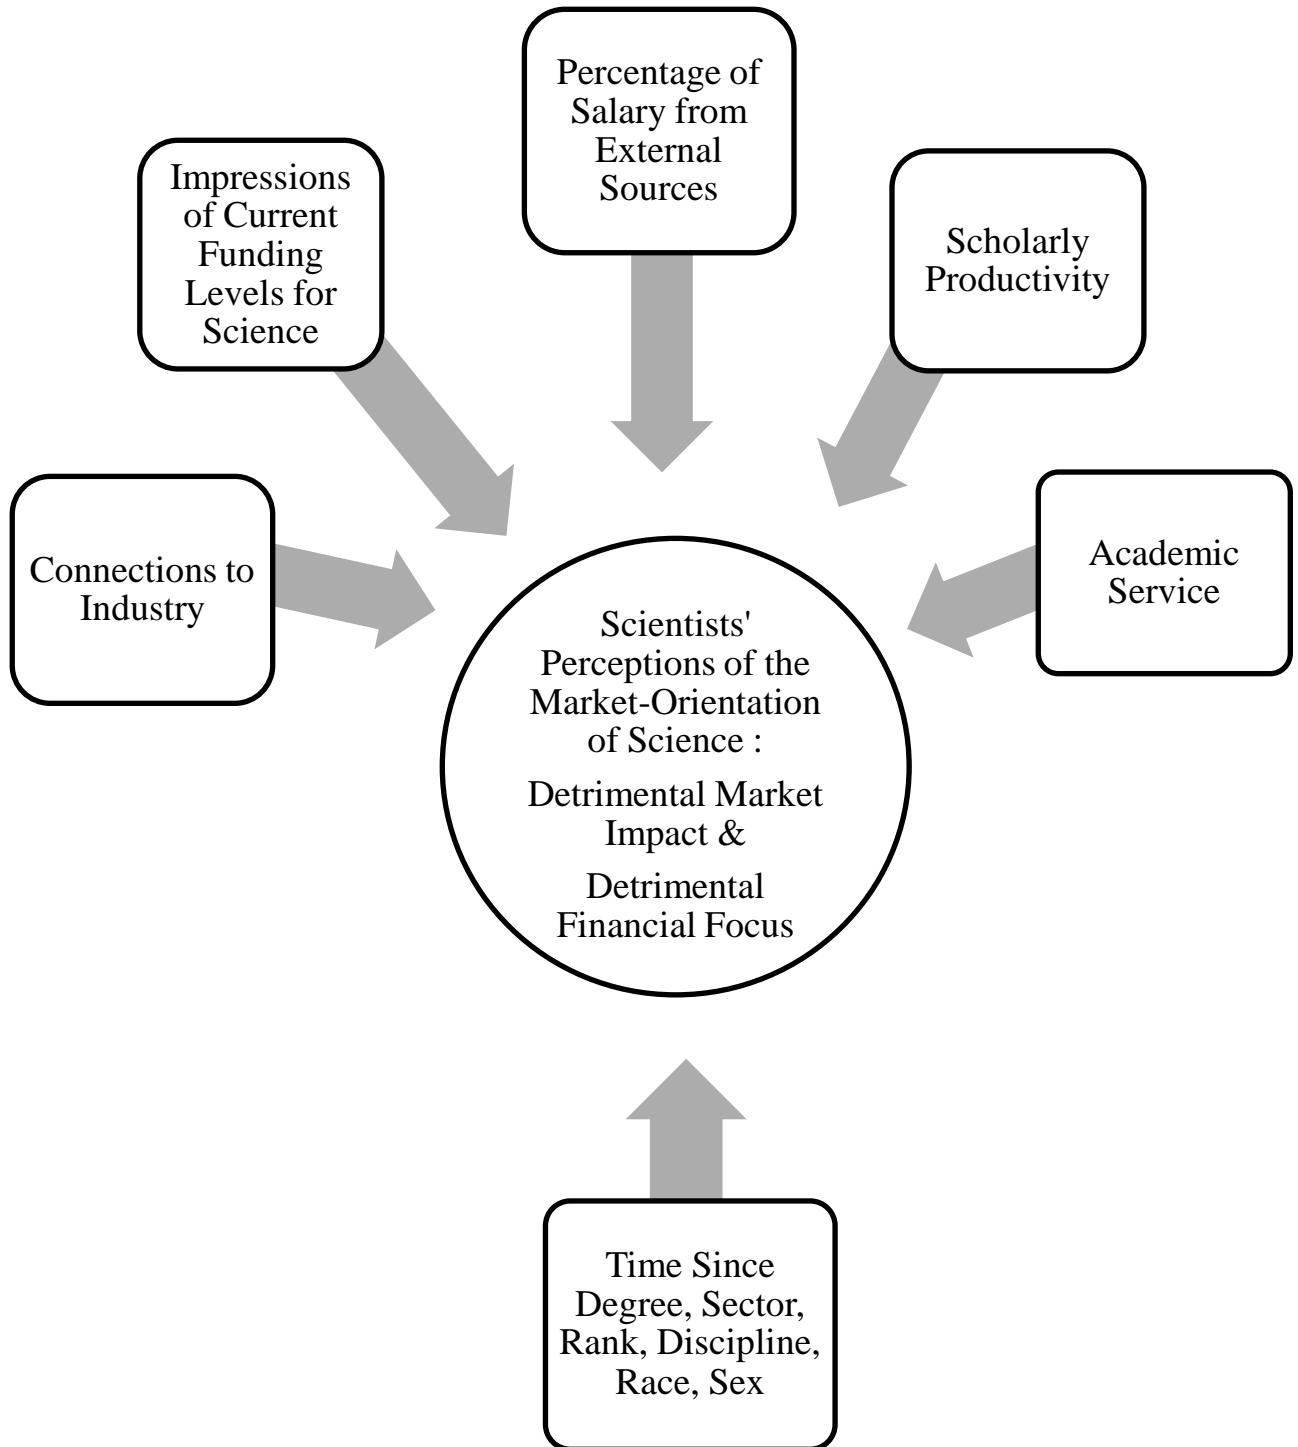 Percentage of
Salary from
External
Sources
Impressions
of Current
Funding
Levels for
Science
Scholarly
Productivity
Connections to
Industry
Academic
Service
Scientists'
Perceptions of the
Market-Orientation
of Science :
Detrimental Market
Impact &
Detrimental
Financial Focus
Time Since
Degree, Sector,
Rank, Discipline,
Race, Sex